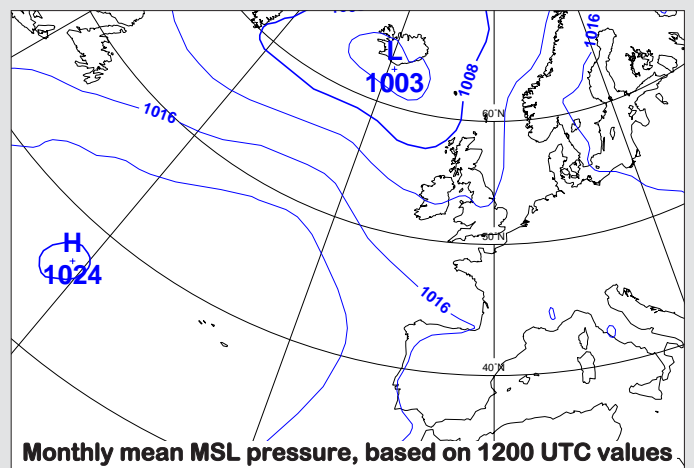 1016
L
1003
1008
60°N
1016
H
1024
50°N
1016
40°N
Monthly mean MSL pressure, based on 1200 UTC values